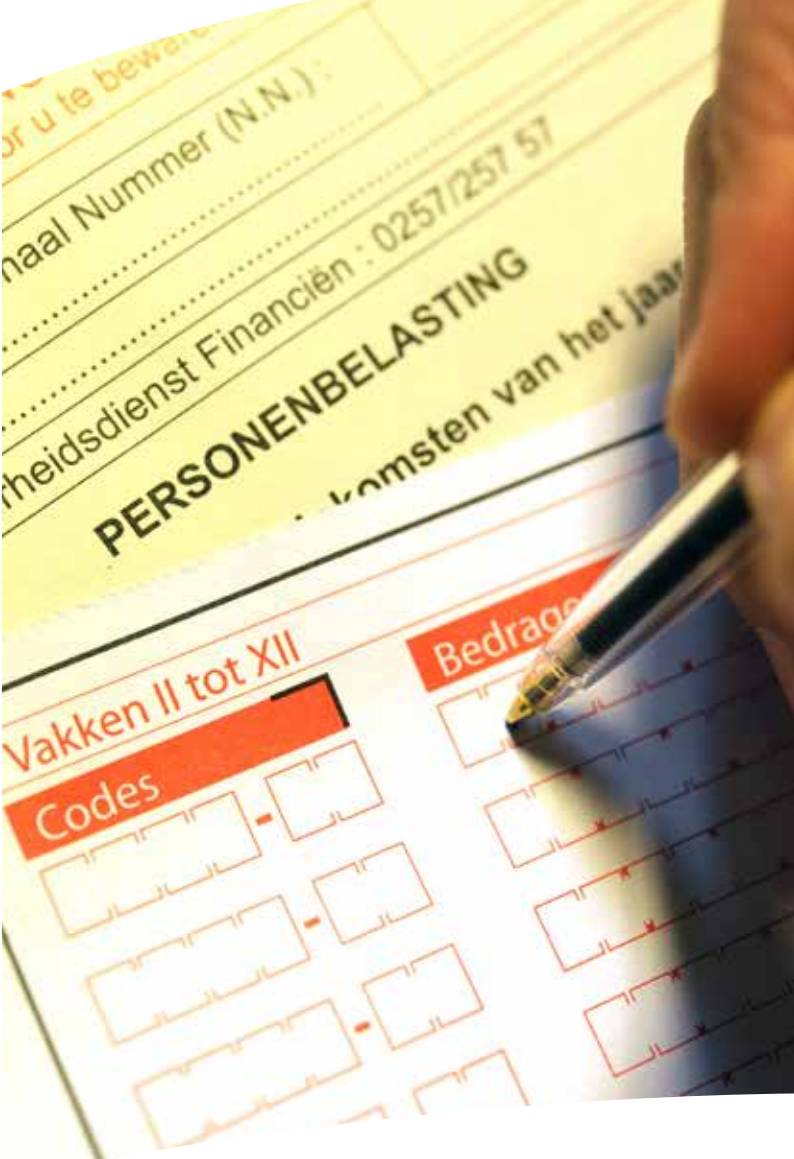 or u te bewaren
naal Nummer (N.N.) :
heidsdienst Financiën : 0257/257 57
PERSONENBELASTING
komsten van het jaar
Vakken II tot XII
Codes
Bedrage